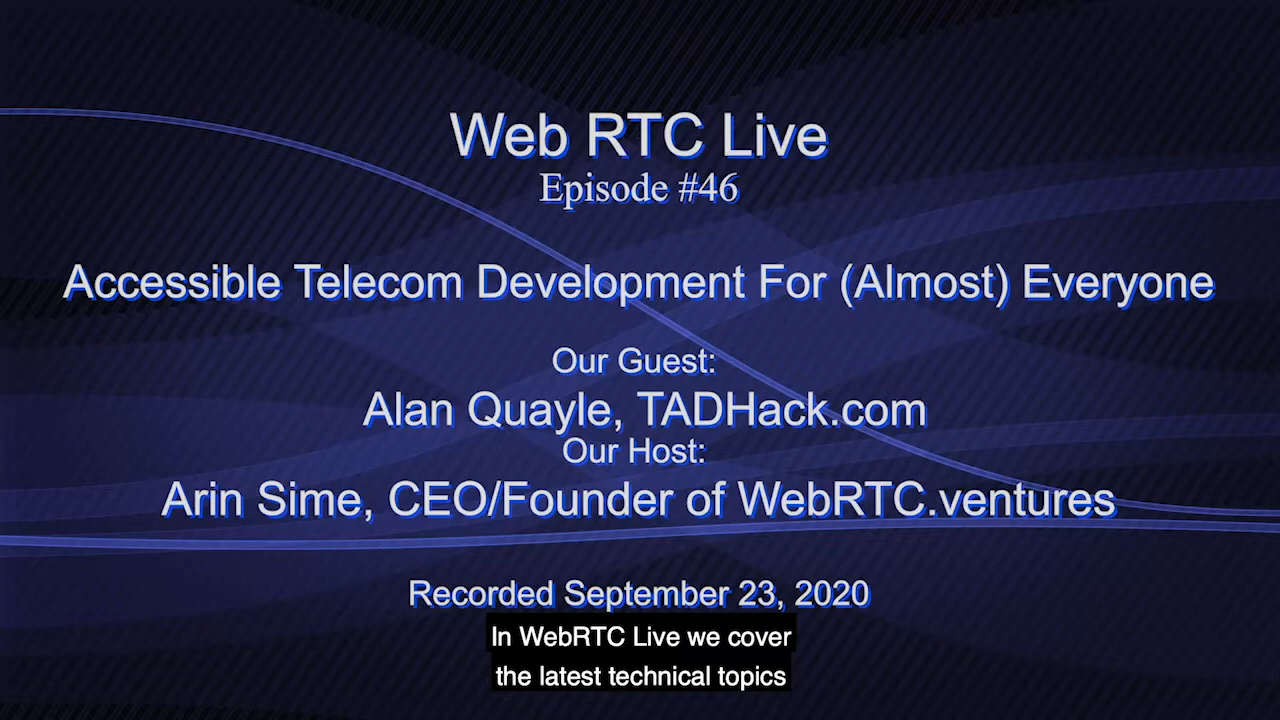 Web RTC Live
Episode #46
Accessible Telecom Development For (Almost) Everyone
Our Guest:
Alan Quayle, TADHack.com
Our Host:
Arin Sime, CEO/Founder of WebRTC.ventures
Recorded September 23, 2020
In WebRTC Live we cover
the latest technical topics